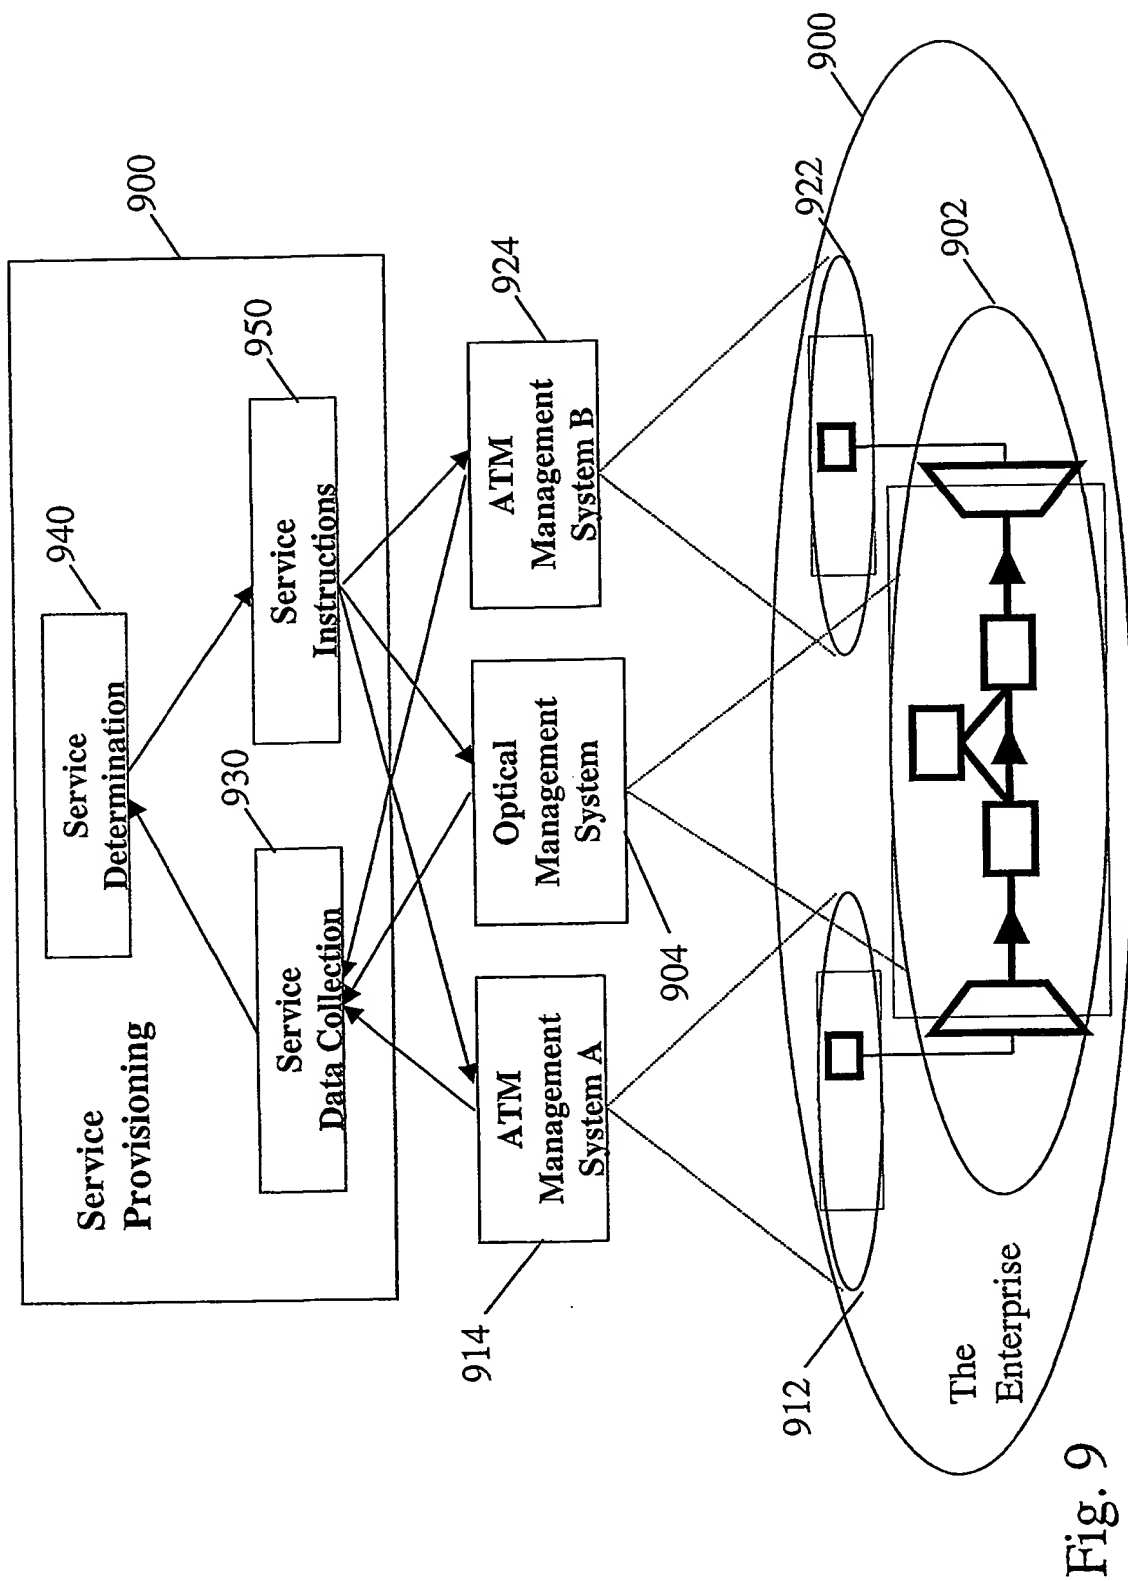 900
Service
Provisioning
940
Service
Determination
930
Service
Data Collection
950
Service
Instructions
914
ATM
Management
System A
904
Optical
Management
System
924
ATM
Management
System B
912
922
900
902
The
Enterprise
Fig. 9